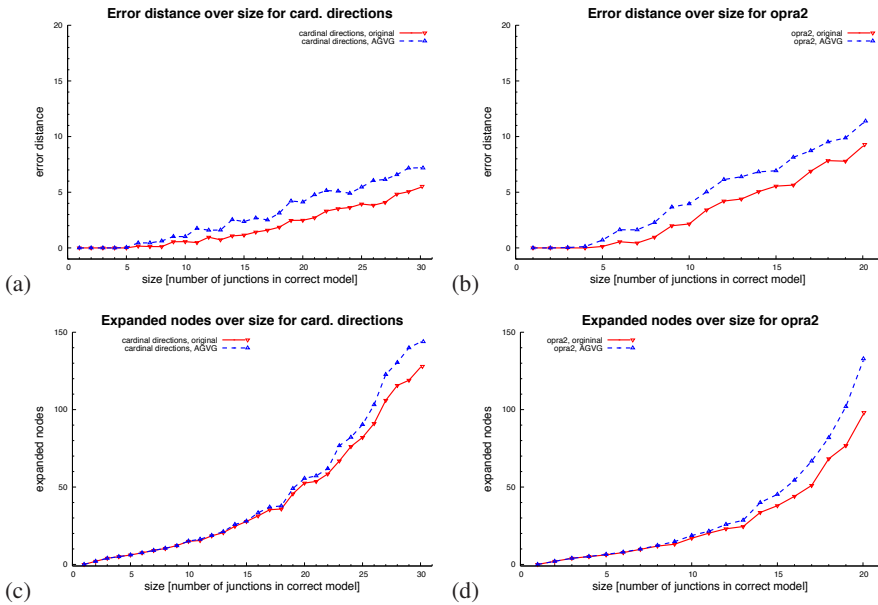 Error distance over size for card. directions
20
15
10
5
0
error distance
cardinal directions, original
cardinal directions, AGVG
0 5 10 15 20 25 30
size [number of junctions in correct model]
(a)
Error distance over size for opra2
20
15
10
5
0
error distance
opra2, original
opra2, AGVG
0 5 10 15 20
size [number of junctions in correct model]
(b)
Expanded nodes over size for card. directions
150
100
50
0
expanded nodes
cardinal directions, original
cardinal directions, AGVG
0 5 10 15 20 25 30
size [number of junctions in correct model]
(c)
Expanded nodes over size for opra2
150
100
50
0
expanded nodes
opra2, orgininal
opra2, AGVG
0 5 10 15 20
size [number of junctions in correct model]
(d)